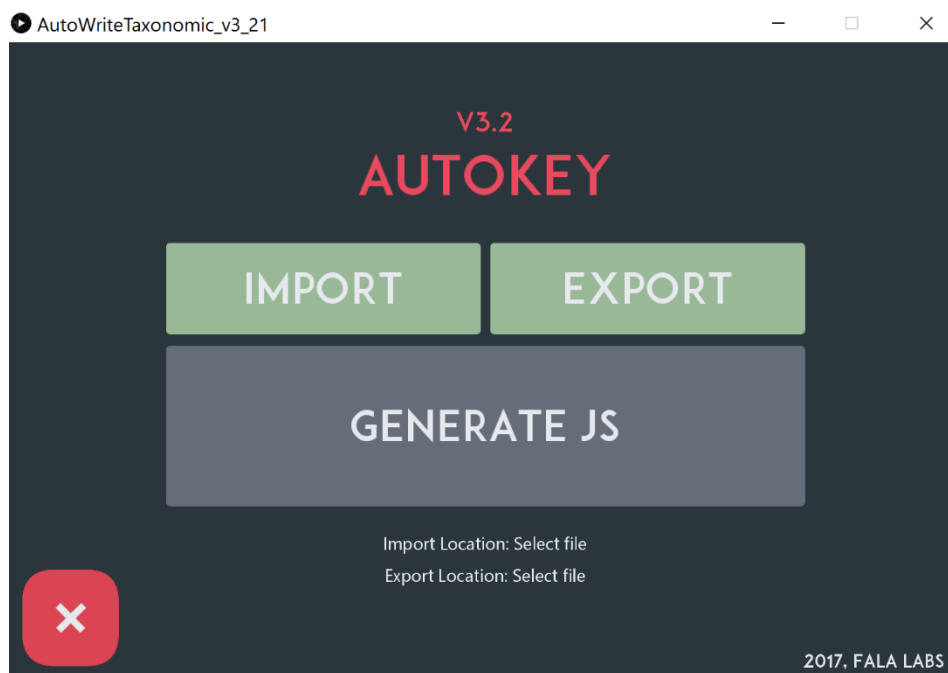 AutoWriteTaxonomic_v3_21
V3.2
AUTOKEY
IMPORT
EXPORT
GENERATE JS
Import Location: Select file
Export Location: Select file
2017, FALA LABS